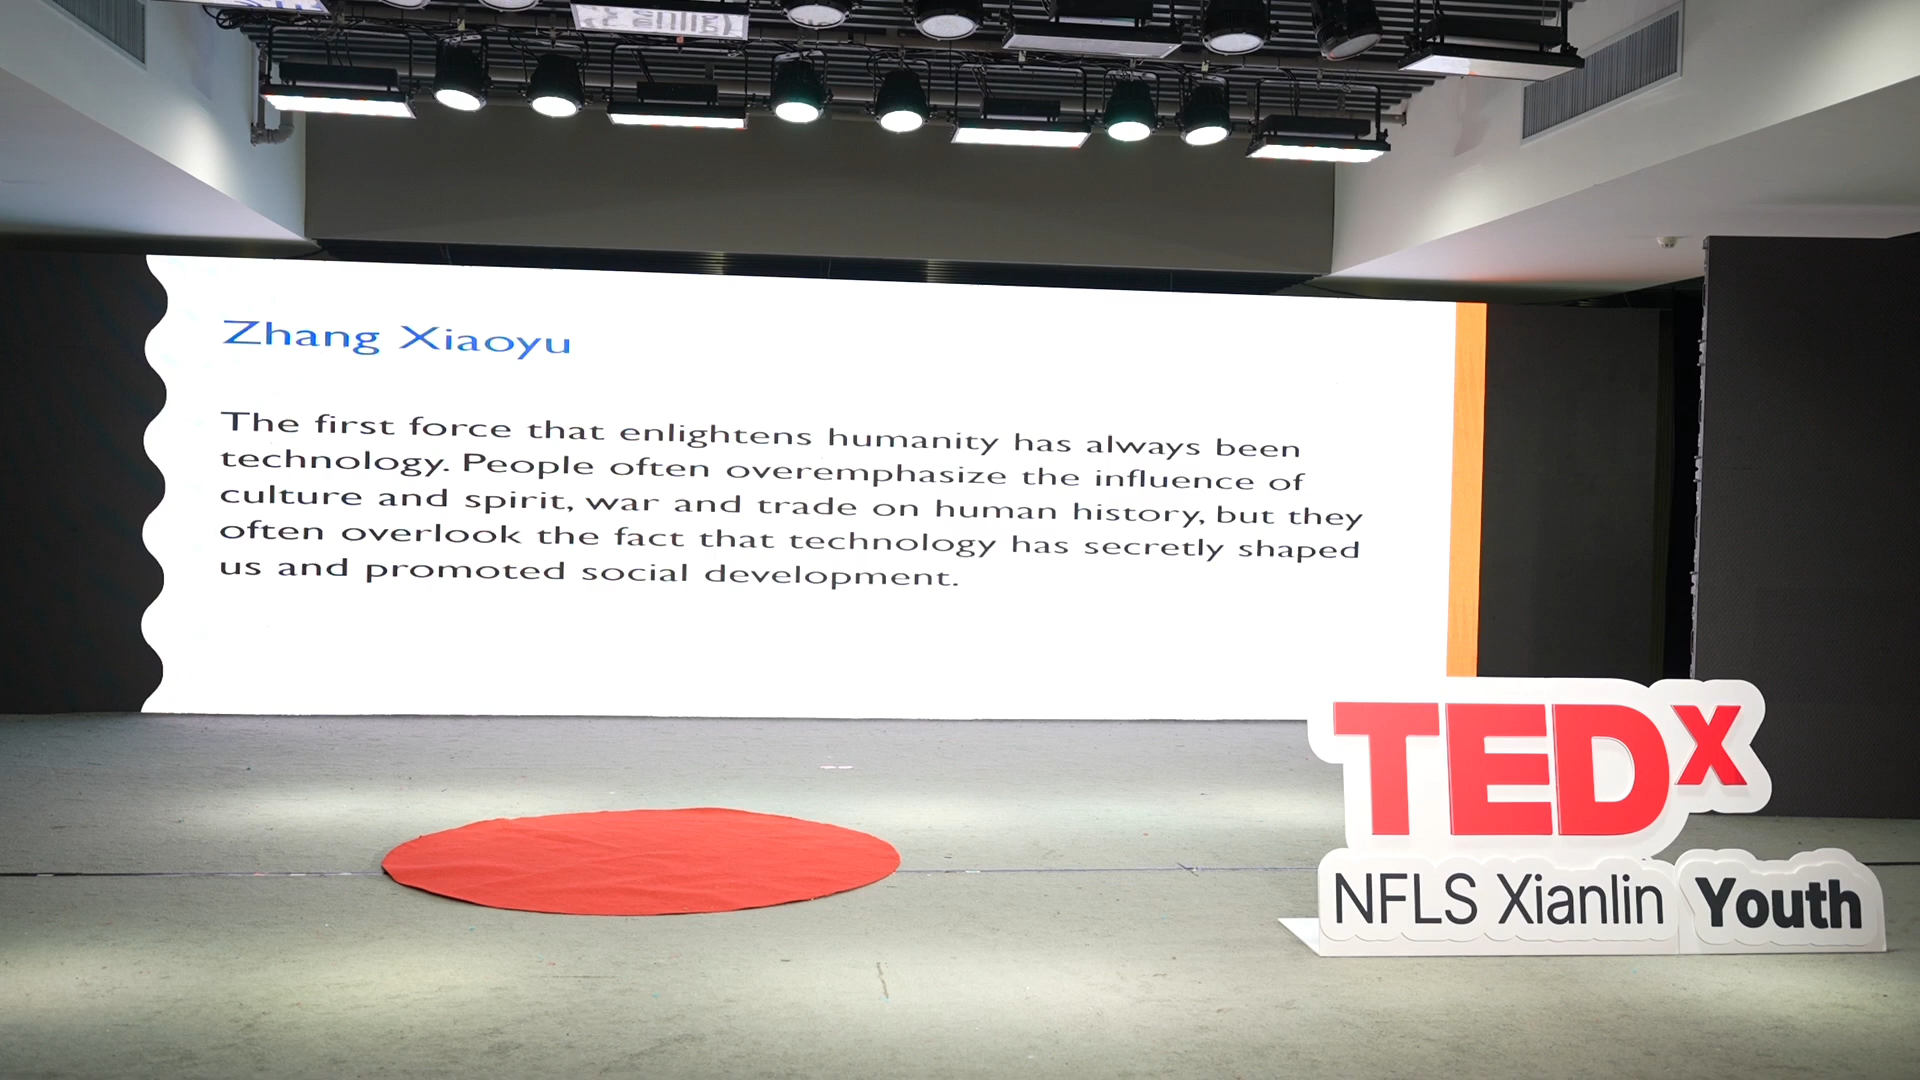 Zhang Xiaoyu
The first force that enlightens humanity has always been
technology. People often overemphasize the influence of
culture and spirit, war and trade on human history, but they
often overlook the fact that technology has secretly shaped
us and promoted social development.
TEDx
NFLS Xianlin Youth